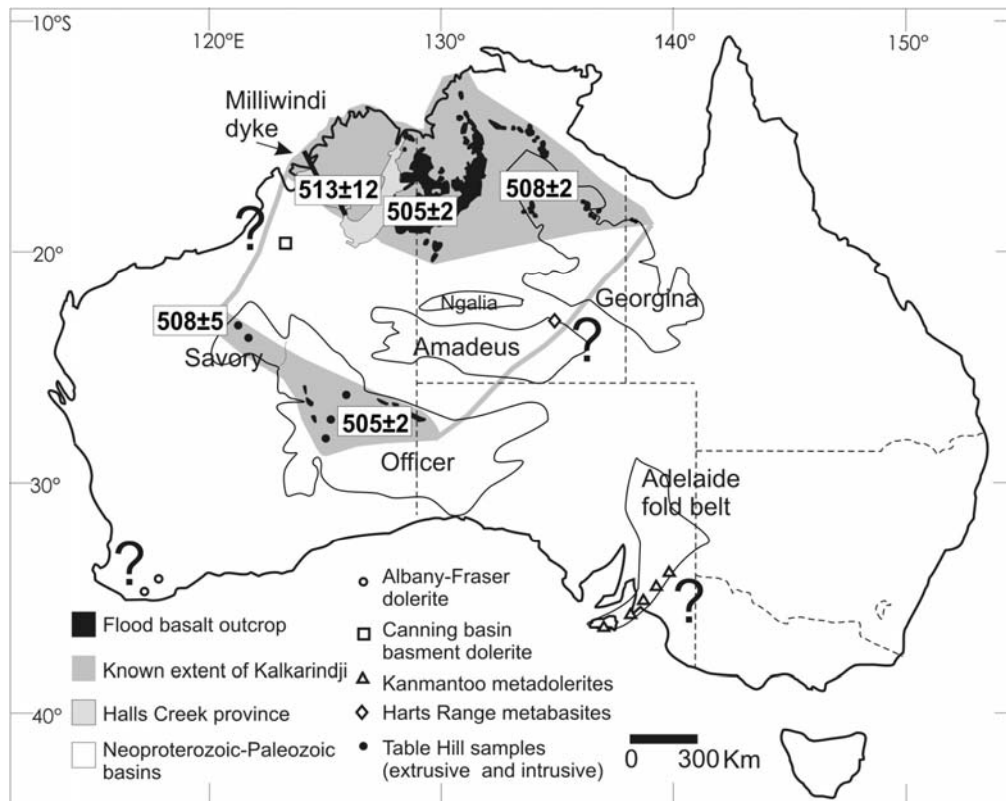 10°S
120°E
130°
140°
150°
Milliwindi
dyke
513±12
505±2
508±2
?
20°
Ngalia
Georgina
508±5
Amadeus
?
Savory
505±2
Officer
30°
Adelaide
fold belt
?
?
Albany-Fraser
dolerite
Flood basalt outcrop
Canning basin
basment dolerite
Known extent of Kalkarindji
Kanmantoo metadolerites
Halls Creek province
Harts Range metabasites
40°
Neoproterozoic-Paleozoic
basins
Table Hill samples
(extrusive and intrusive)
0 300 Km